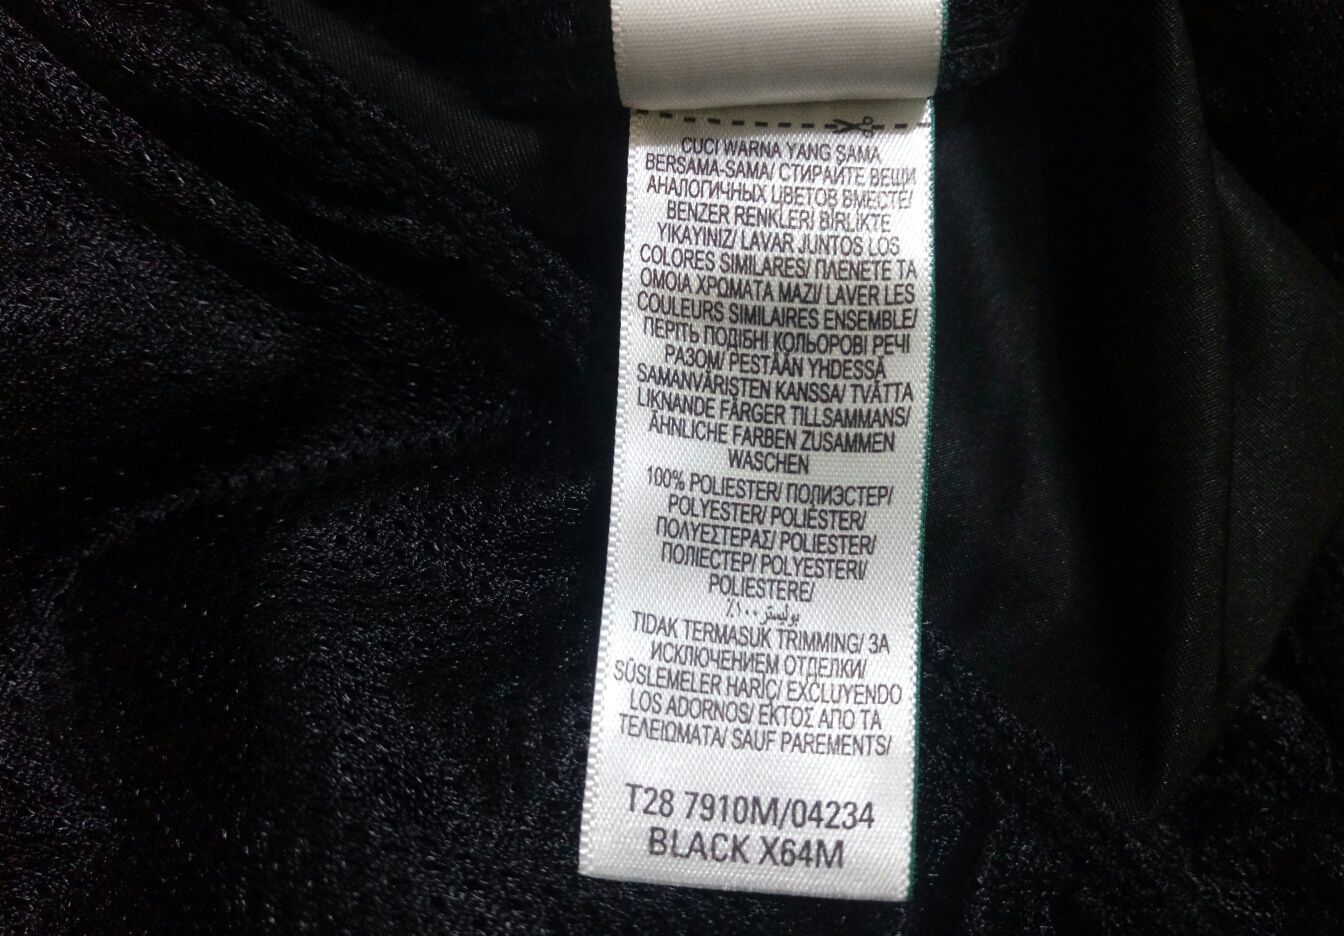 CUCI WARNA YANG SAMA
BERSAMA-SAMA/ СТИРАЙТЕ ВЕЩИ
АНАЛОГИЧНЫХ ЦВЕТОВ ВМЕСТЕ/
BENZER RENKLERİ BİRLİKTE
YIKAYINIZ/ LAVAR JUNTOS LOS
COLORES SIMILARES/ ΠΛΕΝΕΤΕ ΤΑ
ΟΜΟΙΑ ΧΡΩΜΑΤΑ ΜΑΖΙ/ LAVER LES
COULEURS SIMILAIRES ENSEMBLE/
ПЕРІТЬ ПОДІБНІ КОЛЬОРОВІ РЕЧІ
РАЗОМ/ PESTÄÄN YHDESSÄ
SAMANVÄRISTEN KANSSA/ TVÄTTA
LIKNANDE FÄRGER TILLSAMMANS/
ÄHNLICHE FARBEN ZUSAMMEN
WASCHEN
100% POLIESTER/ ПОЛИЭСТЕР/
POLYESTER/ POLIÉSTER/
ΠΟΛΥΕΣΤΕΡΑΣ/ POLIESTER/
ПОЛІЕСТЕР/ POLYESTERI/
POLIESTERE/
بوليستر ١٠٠٪
TIDAK TERMASUK TRIMMING/ ЗА
ИСКЛЮЧЕНИЕМ ОТДЕЛКИ/
SÜSLEMELER HARİÇ/ EXCLUYENDO
LOS ADORNOS/ ΕΚΤΟΣ ΑΠΟ ΤΑ
ΤΕΛΕΙΩΜΑΤΑ/ SAUF PAREMENTS/
T28 7910M/04234
BLACK X64M